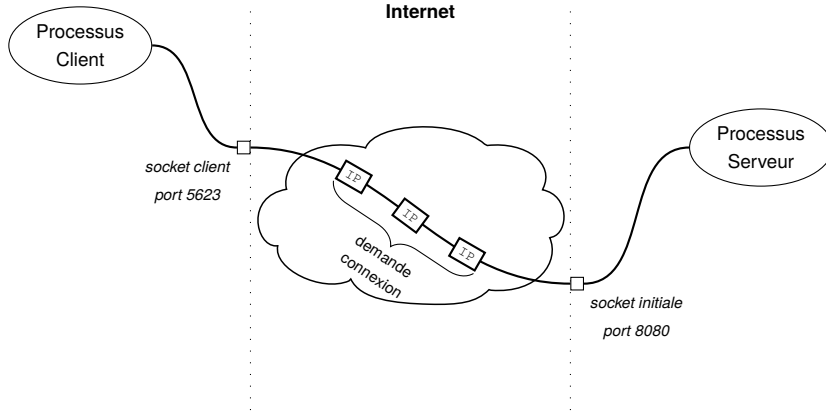 Internet
Processus
Client
Processus
Serveur
socket client
port 5623
IP
IP
IP
demande
connexion
socket initiale
port 8080